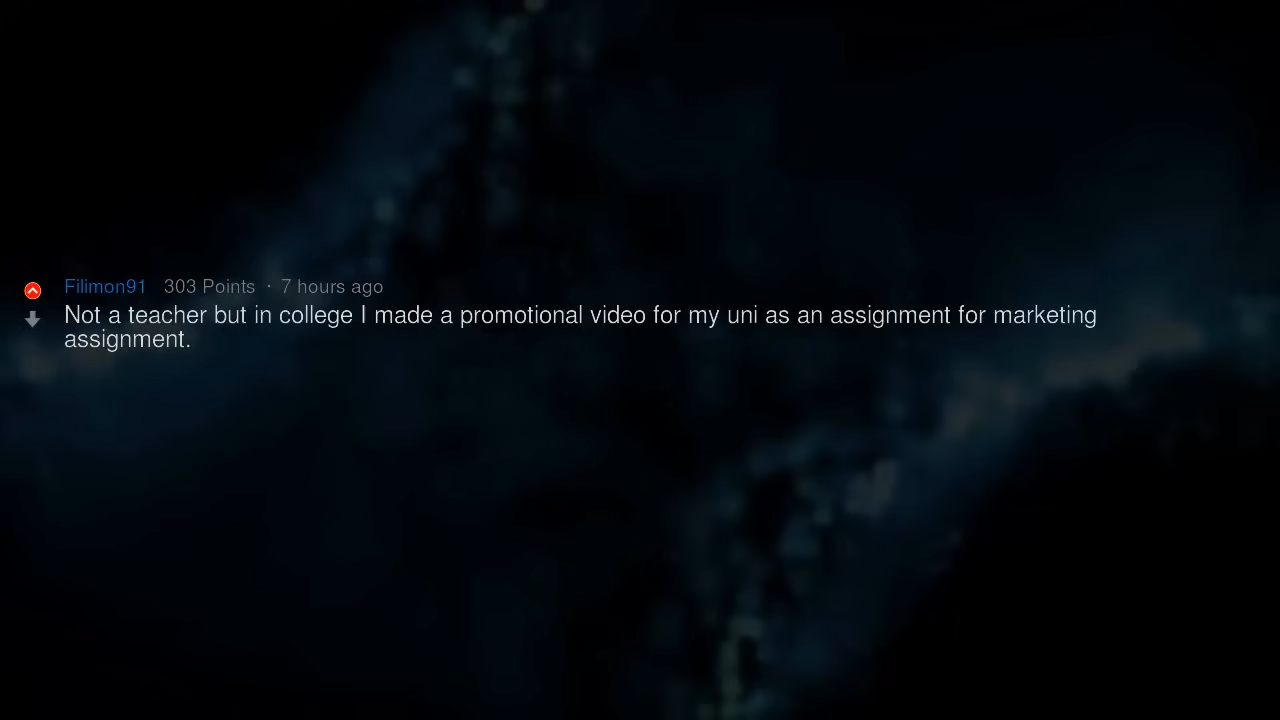 Filimon91 303 Points · 7 hours ago
Not a teacher but in college I made a promotional video for my uni as an assignment for marketing
assignment.